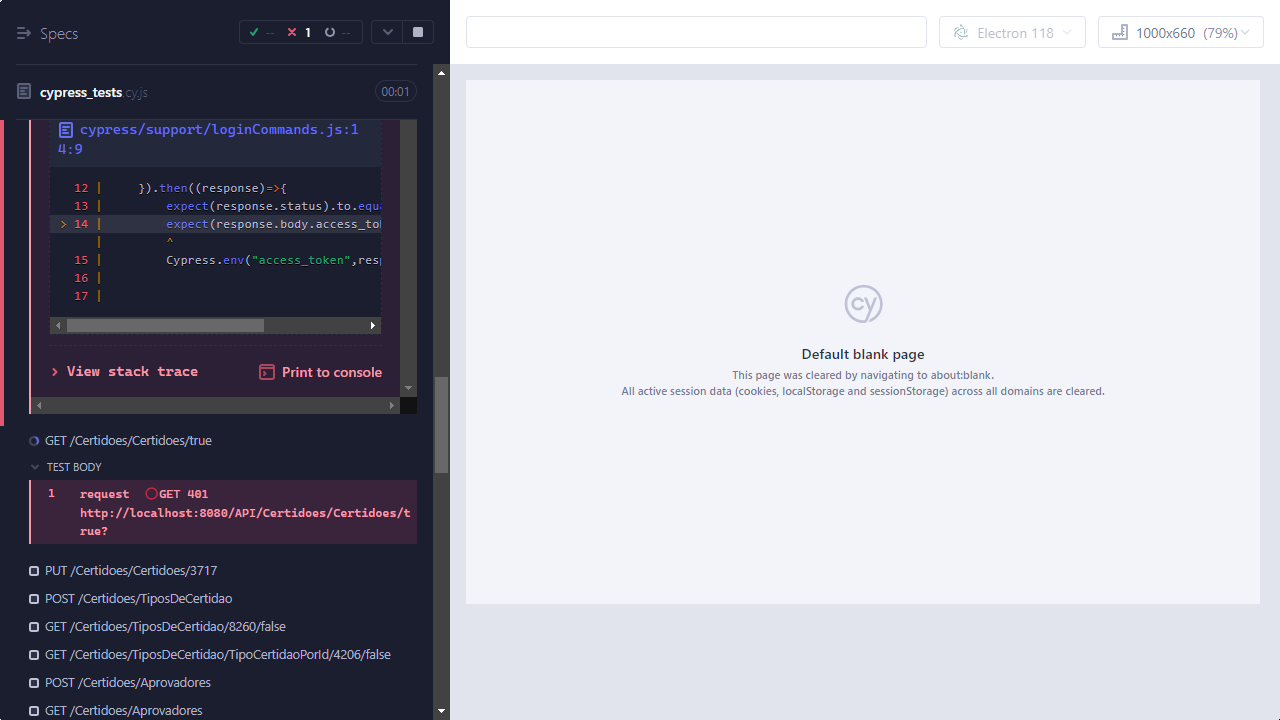 Specs
-- 1 --
Electron 118
1000x660 (79%)
cypress_tests.cy.js
00:01
cypress/support/loginCommands.js:1
4:9
12 | }).then((response)=>{
13 | expect(response.status).to.equa
> 14 | expect(response.body.access_to
| ^
15 | Cypress.env("access_token",resp
16 |
17 |
View stack trace
Print to console
GET /Certidoes/Certidoes/true
TEST BODY
1 request GET 401
http://localhost:8080/API/Certidoes/Certidoes/t
rue?
PUT /Certidoes/Certidoes/3717
POST /Certidoes/TiposDeCertidao
GET /Certidoes/TiposDeCertidao/8260/false
GET /Certidoes/TiposDeCertidao/TipoCertidaoPorId/4206/false
POST /Certidoes/Aprovadores
GET /Certidoes/Aprovadores
cy
Default blank page
This page was cleared by navigating to about:blank.
All active session data (cookies, localStorage and sessionStorage) across all domains are cleared.